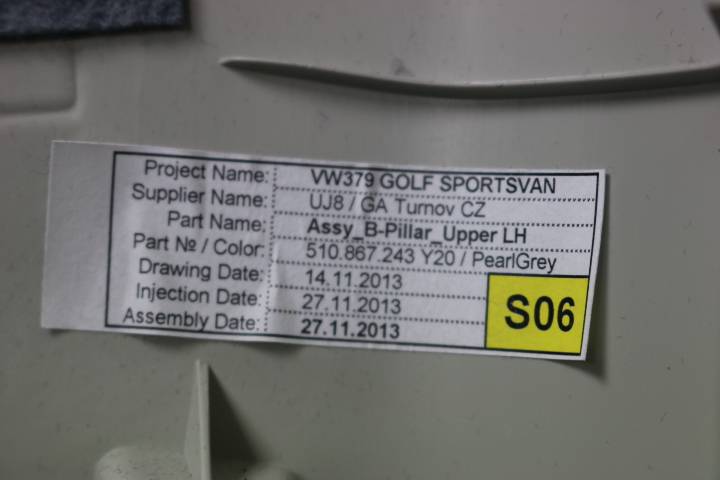 Project Name: VW379 GOLF SPORTSVAN
Supplier Name: UJ8 / GA Turnov CZ
Part Name: Assy_B-Pillar_Upper LH
Part № / Color: 510.867.243 Y20 / PearlGrey
Drawing Date: 14.11.2013
Injection Date: 27.11.2013
Assembly Date: 27.11.2013
S06